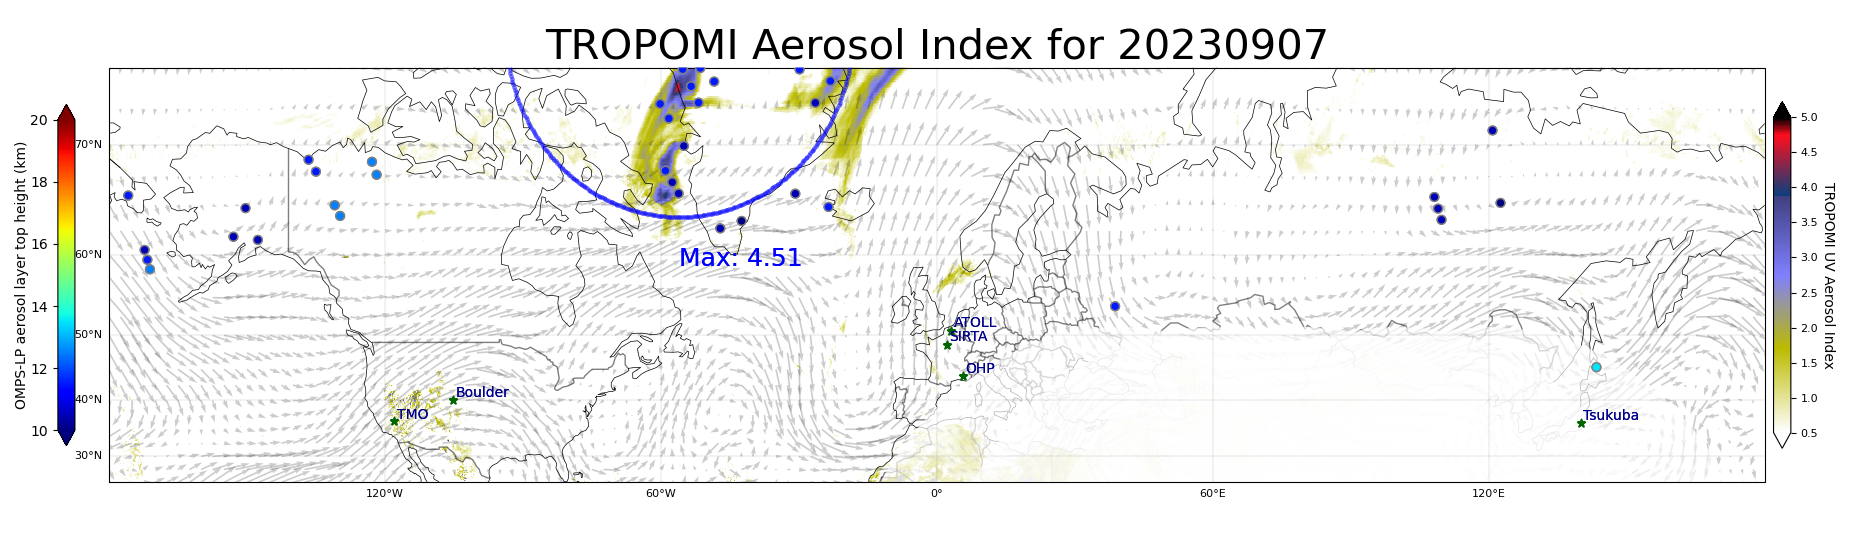 TROPOMI Aerosol Index for 20230907
OMPS-LP aerosol layer top height (km)
20
18
16
14
12
10
70°N
60°N
50°N
40°N
30°N
120°W
60°W
0°
60°E
120°E
Max: 4.51
ATOLL
SIRTA
OHP
Boulder
TMO
Tsukuba
5.0
4.5
4.0
3.5
3.0
2.5
2.0
1.5
1.0
0.5
TROPOMI UV Aerosol Index